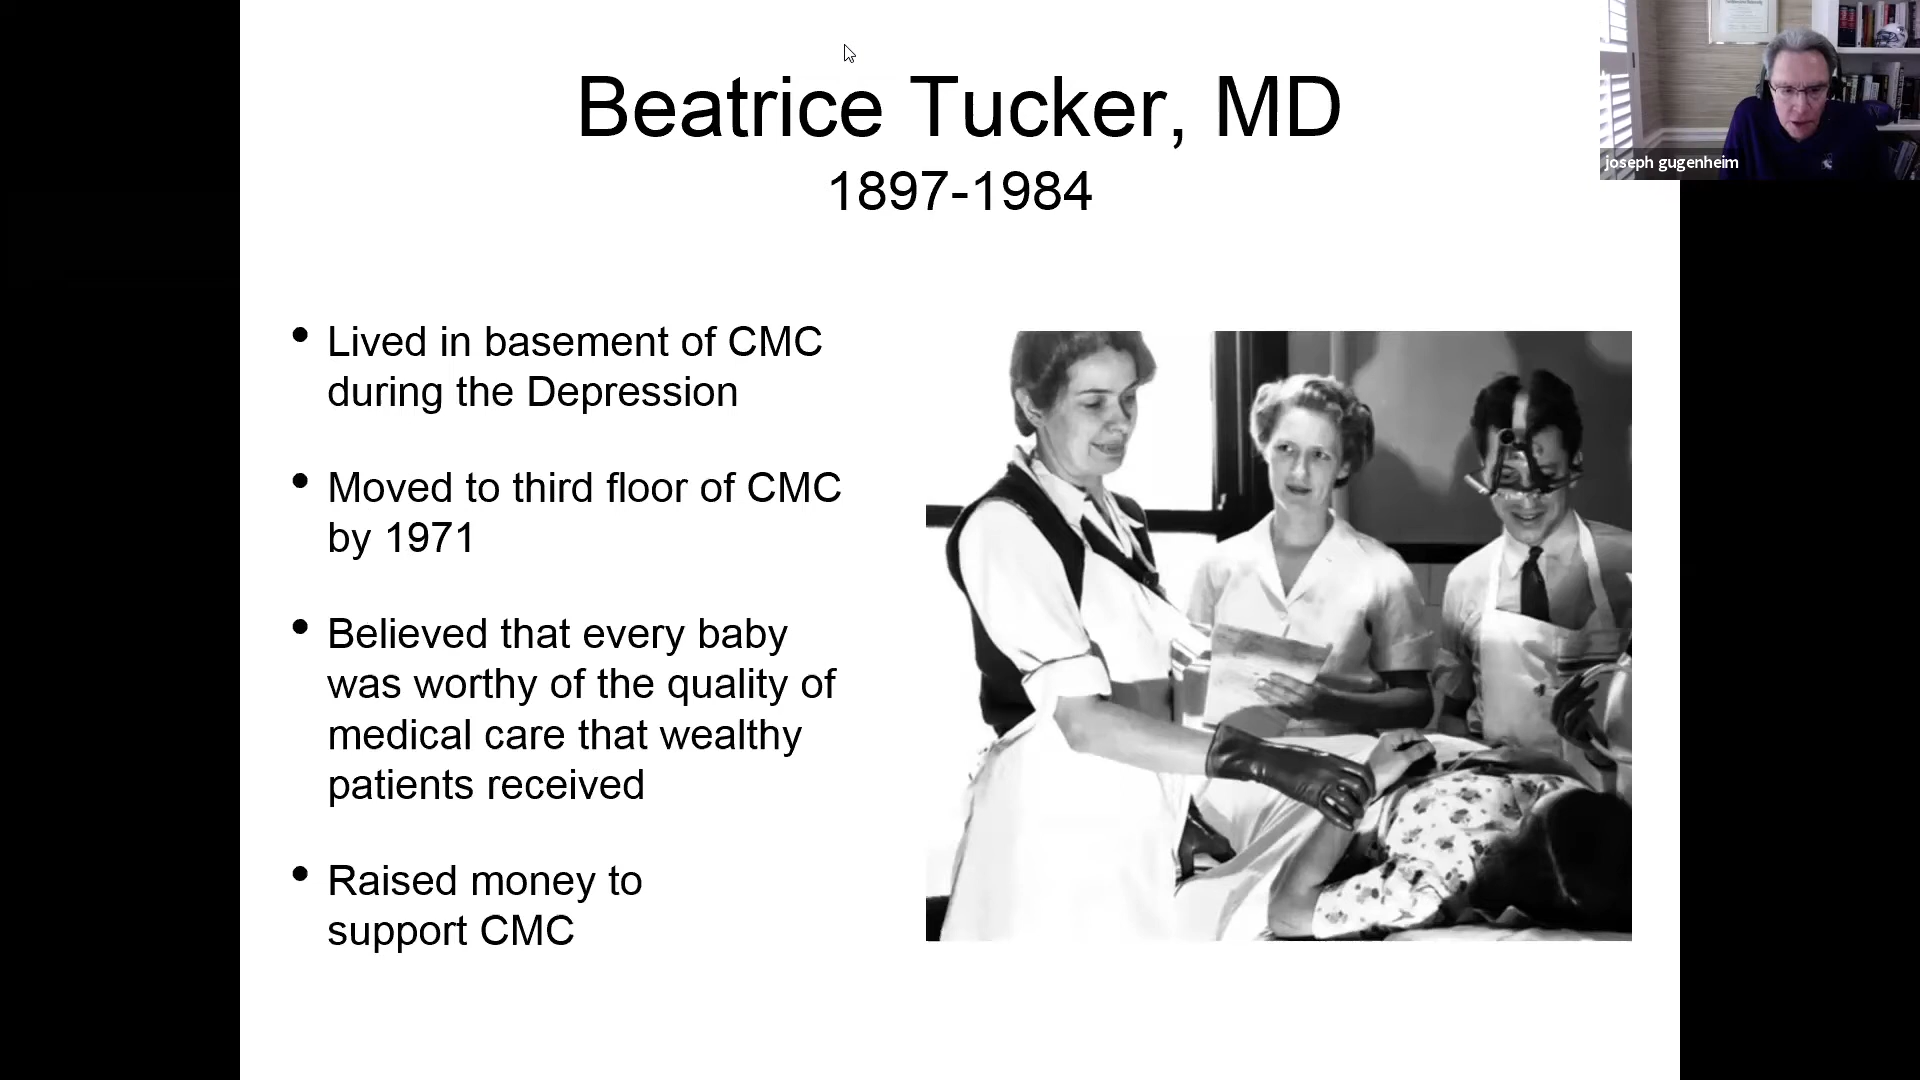 Beatrice Tucker, MD
1897-1984
joseph gugenheim
• Lived in basement of CMC
during the Depression
• Moved to third floor of CMC
by 1971
• Believed that every baby
was worthy of the quality of
medical care that wealthy
patients received
• Raised money to
support CMC